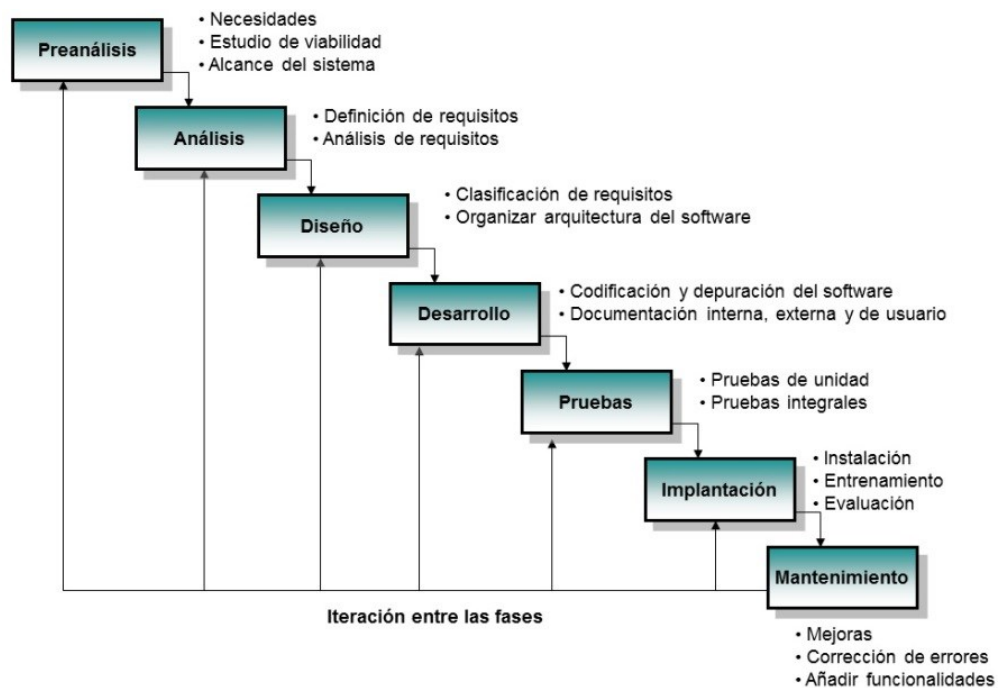 Preanálisis
• Necesidades
• Estudio de viabilidad
• Alcance del sistema
Análisis
• Definición de requisitos
• Análisis de requisitos
Diseño
• Clasificación de requisitos
• Organizar arquitectura del software
Desarrollo
• Codificación y depuración del software
• Documentación interna, externa y de usuario
Pruebas
• Pruebas de unidad
• Pruebas integrales
Implantación
• Instalación
• Entrenamiento
• Evaluación
Mantenimiento
Iteración entre las fases
• Mejoras
• Corrección de errores
• Añadir funcionalidades